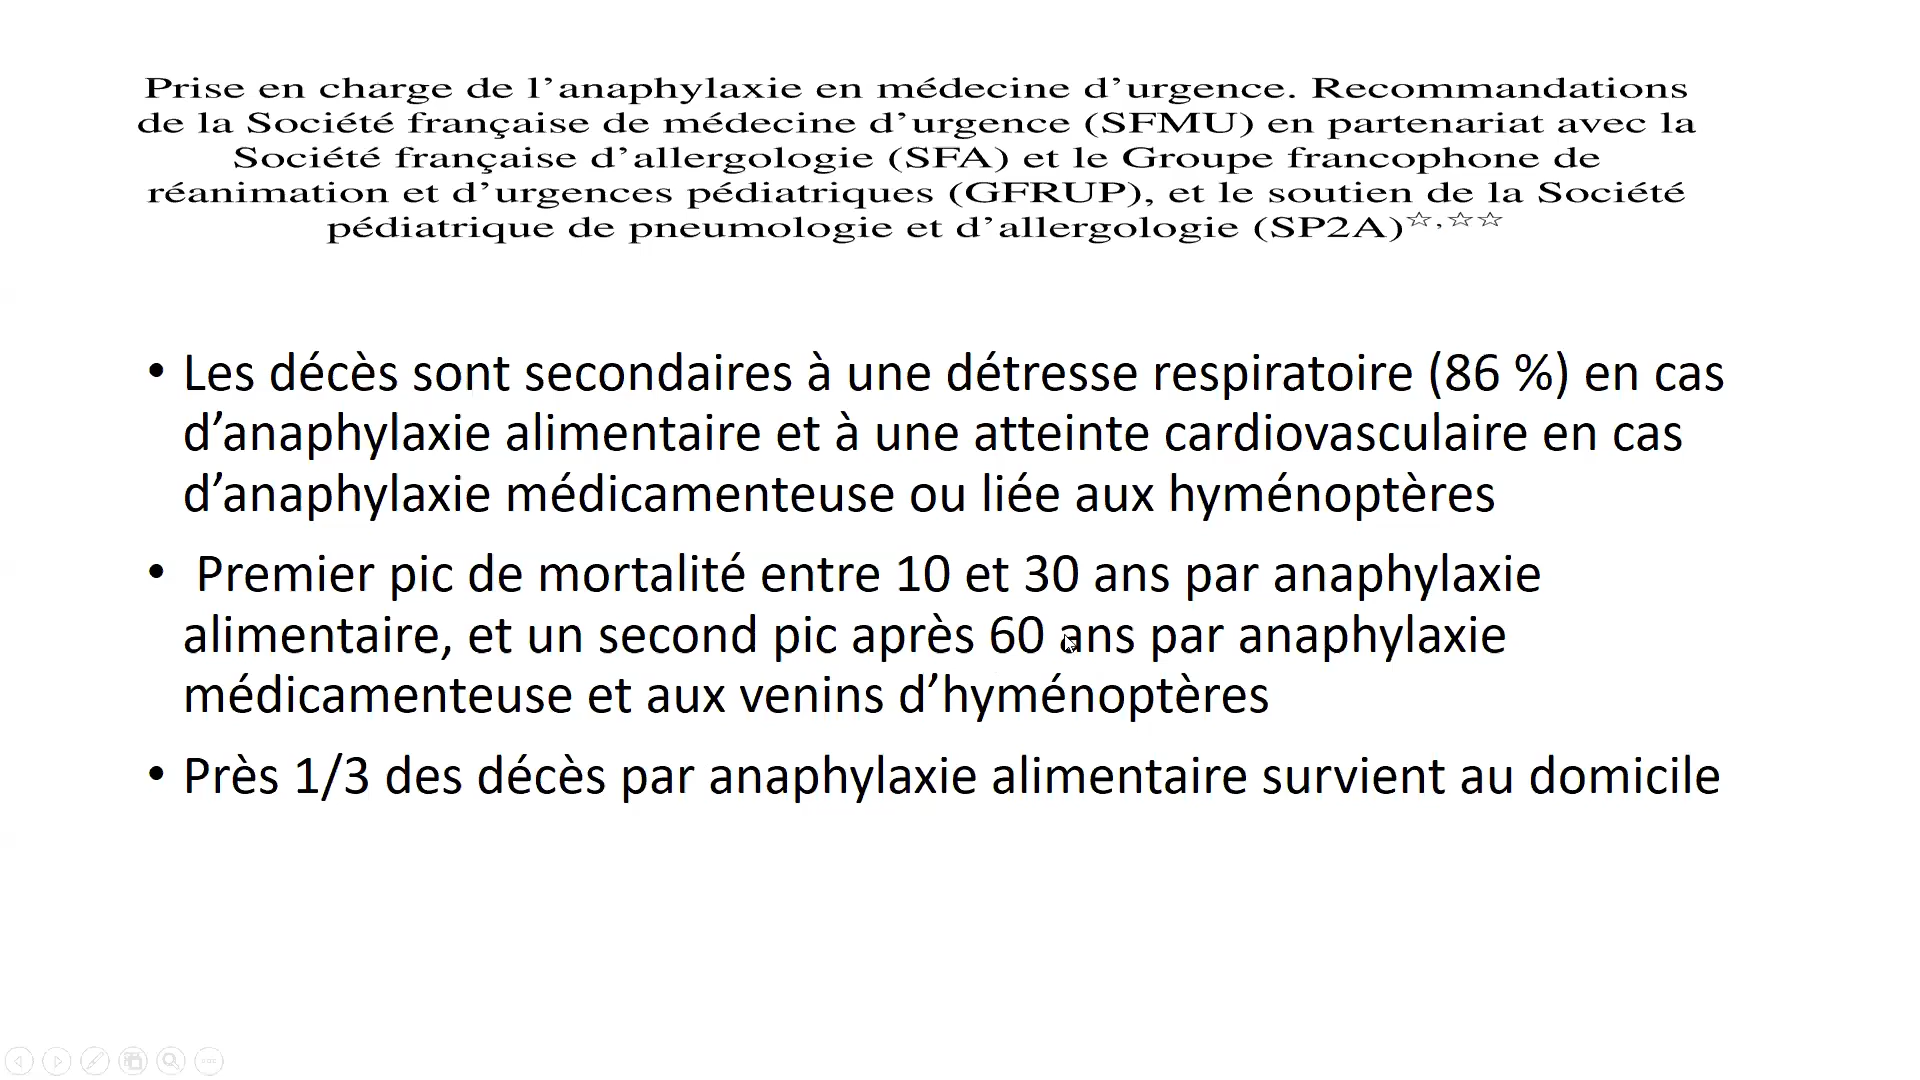 Prise en charge de l’anaphylaxie en médecine d’urgence. Recommandations
de la Société française de médecine d’urgence (SFMU) en partenariat avec la
Société française d’allergologie (SFA) et le Groupe francophone de
réanimation et d’urgences pédiatriques (GFRUP), et le soutien de la Société
pédiatrique de pneumologie et d’allergologie (SP2A)☆,☆☆
• Les décès sont secondaires à une détresse respiratoire (86 %) en cas
d’anaphylaxie alimentaire et à une atteinte cardiovasculaire en cas
d’anaphylaxie médicamenteuse ou liée aux hyménoptères
• Premier pic de mortalité entre 10 et 30 ans par anaphylaxie
alimentaire, et un second pic après 60 ans par anaphylaxie
médicamenteuse et aux venins d’hyménoptères
• Près 1/3 des décès par anaphylaxie alimentaire survient au domicile